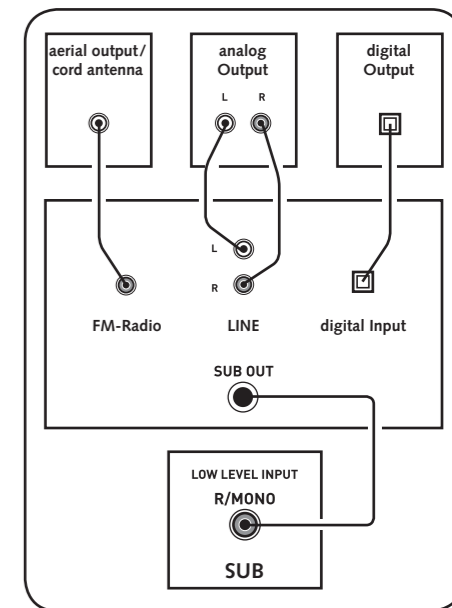 aerial output/
cord antenna
analog
Output
L R
digital
Output
L
R
FM-Radio
LINE
digital Input
SUB OUT
LOW LEVEL INPUT
R/MONO
SUB